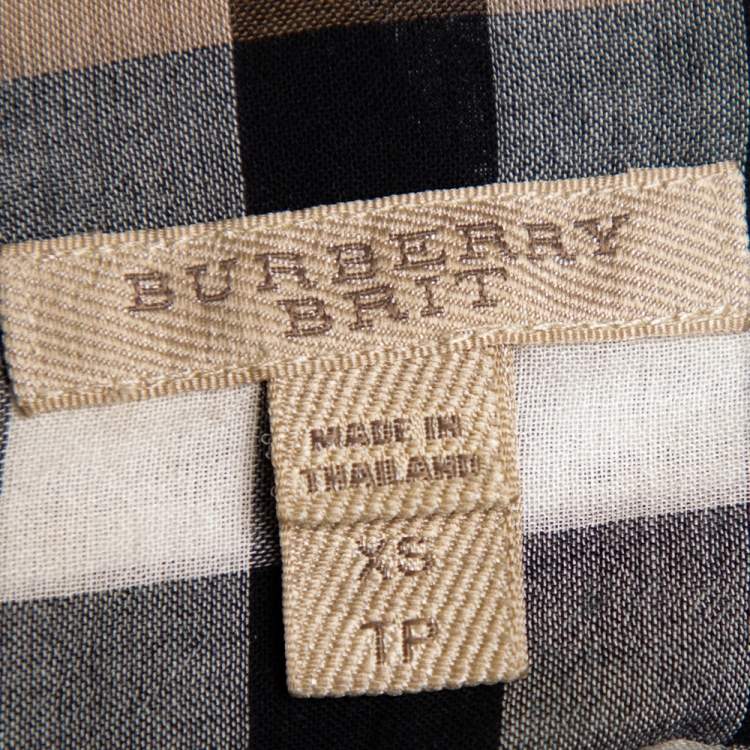 BURBERRY
BRIT
MADE IN
THAILAND
XS
TP